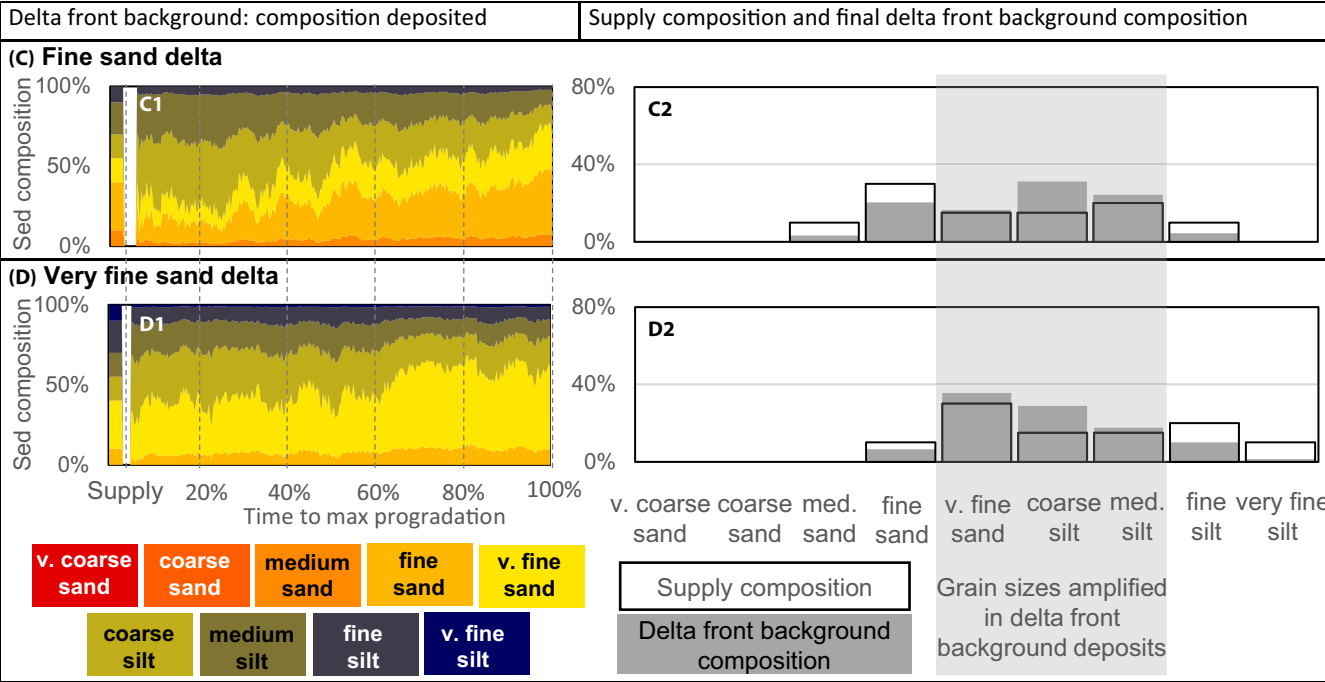 Delta front background: composition deposited
Supply composition and final delta front background composition
(C) Fine sand delta
Sed composition
100%
50%
0%
C1
80%
40%
0%
C2
(D) Very fine sand delta
Sed composition
100%
50%
0%
D1
Supply 20% 40% 60% 80% 100%
Time to max progradation
80%
40%
0%
D2
v. coarse sand
coarse sand
med. sand
fine sand
v. fine sand
coarse silt
med. silt
fine silt
very fine silt
v. coarse sand
coarse sand
medium sand
fine sand
v. fine sand
coarse silt
medium silt
fine silt
v. fine silt
Supply composition
Delta front background
composition
Grain sizes amplified
in delta front
background deposits